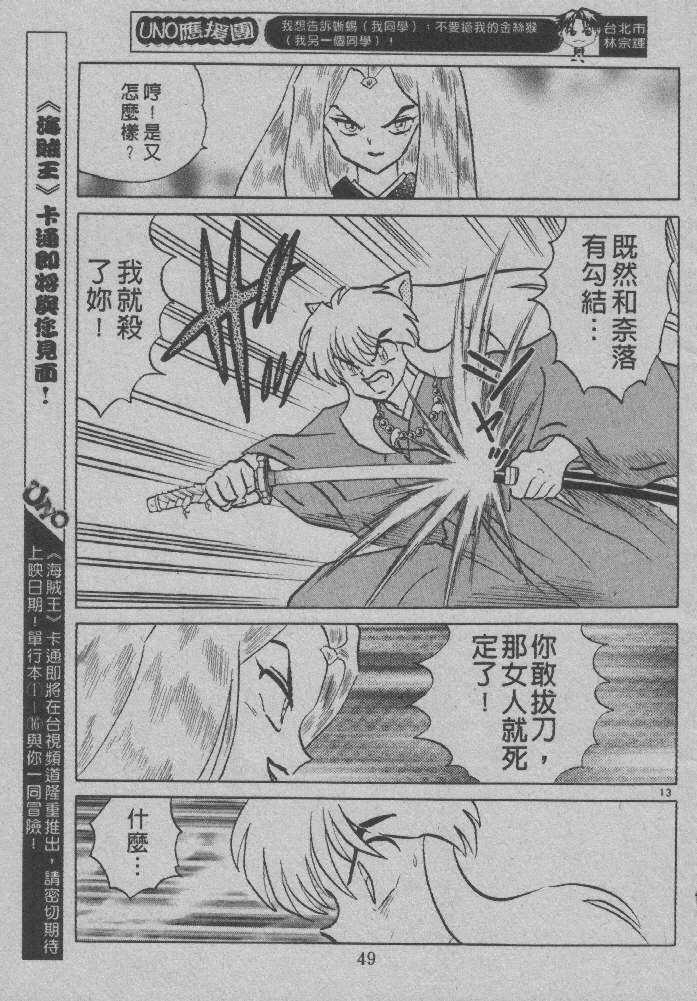 UNO應援團
我想告訴蜥蜴（我同學），不要搶我的金絲猴
（我另一個同學）！
台北市
林宗輝
哼！是又
怎麼樣？
既然和奈落
有勾結…
我就殺
了妳！
你敢拔刀，
那女人就死
定了！
13
什麼…
49
《海賊王》卡通即將與您見面！
UNO
《海賊王》卡通即將在台視頻道隆重推出，請密切期待
上映日期！單行本①－⑯與你一同冒險！